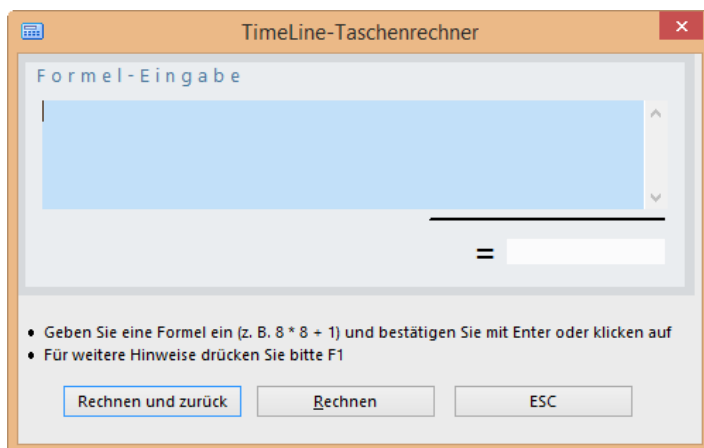 TimeLine-Taschenrechner
Formel-Eingabe
=
• Geben Sie eine Formel ein (z. B. 8 * 8 + 1) und bestätigen Sie mit Enter oder klicken auf
• Für weitere Hinweise drücken Sie bitte F1
Rechnen und zurück Rechnen ESC